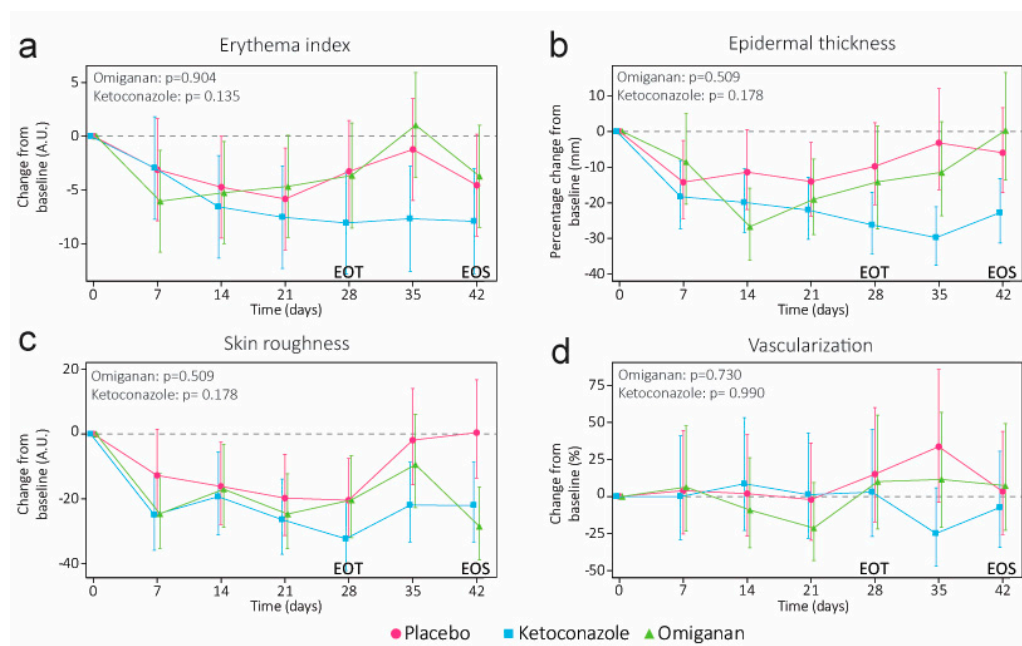 a
Erythema index
Omiganan: p=0.904
Ketoconazole: p= 0.135
Change from
baseline (A.U.)
5
0
-5
-10
EOT
EOS
0 7 14 21 28 35 42
Time (days)
b
Epidermal thickness
Omiganan: p=0.509
Ketoconazole: p= 0.178
Percentage change from
baseline (mm)
10
0
-10
-20
-30
-40
EOT
EOS
0 7 14 21 28 35 42
Time (days)
c
Skin roughness
Omiganan: p=0.509
Ketoconazole: p= 0.178
Change from
baseline (A.U.)
20
0
-20
-40
EOT
EOS
0 7 14 21 28 35 42
Time (days)
d
Vascularization
Omiganan: p=0.730
Ketoconazole: p= 0.990
Change from
baseline (%)
75
50
25
0
-25
-50
EOT
EOS
0 7 14 21 28 35 42
Time (days)
Placebo Ketoconazole Omiganan